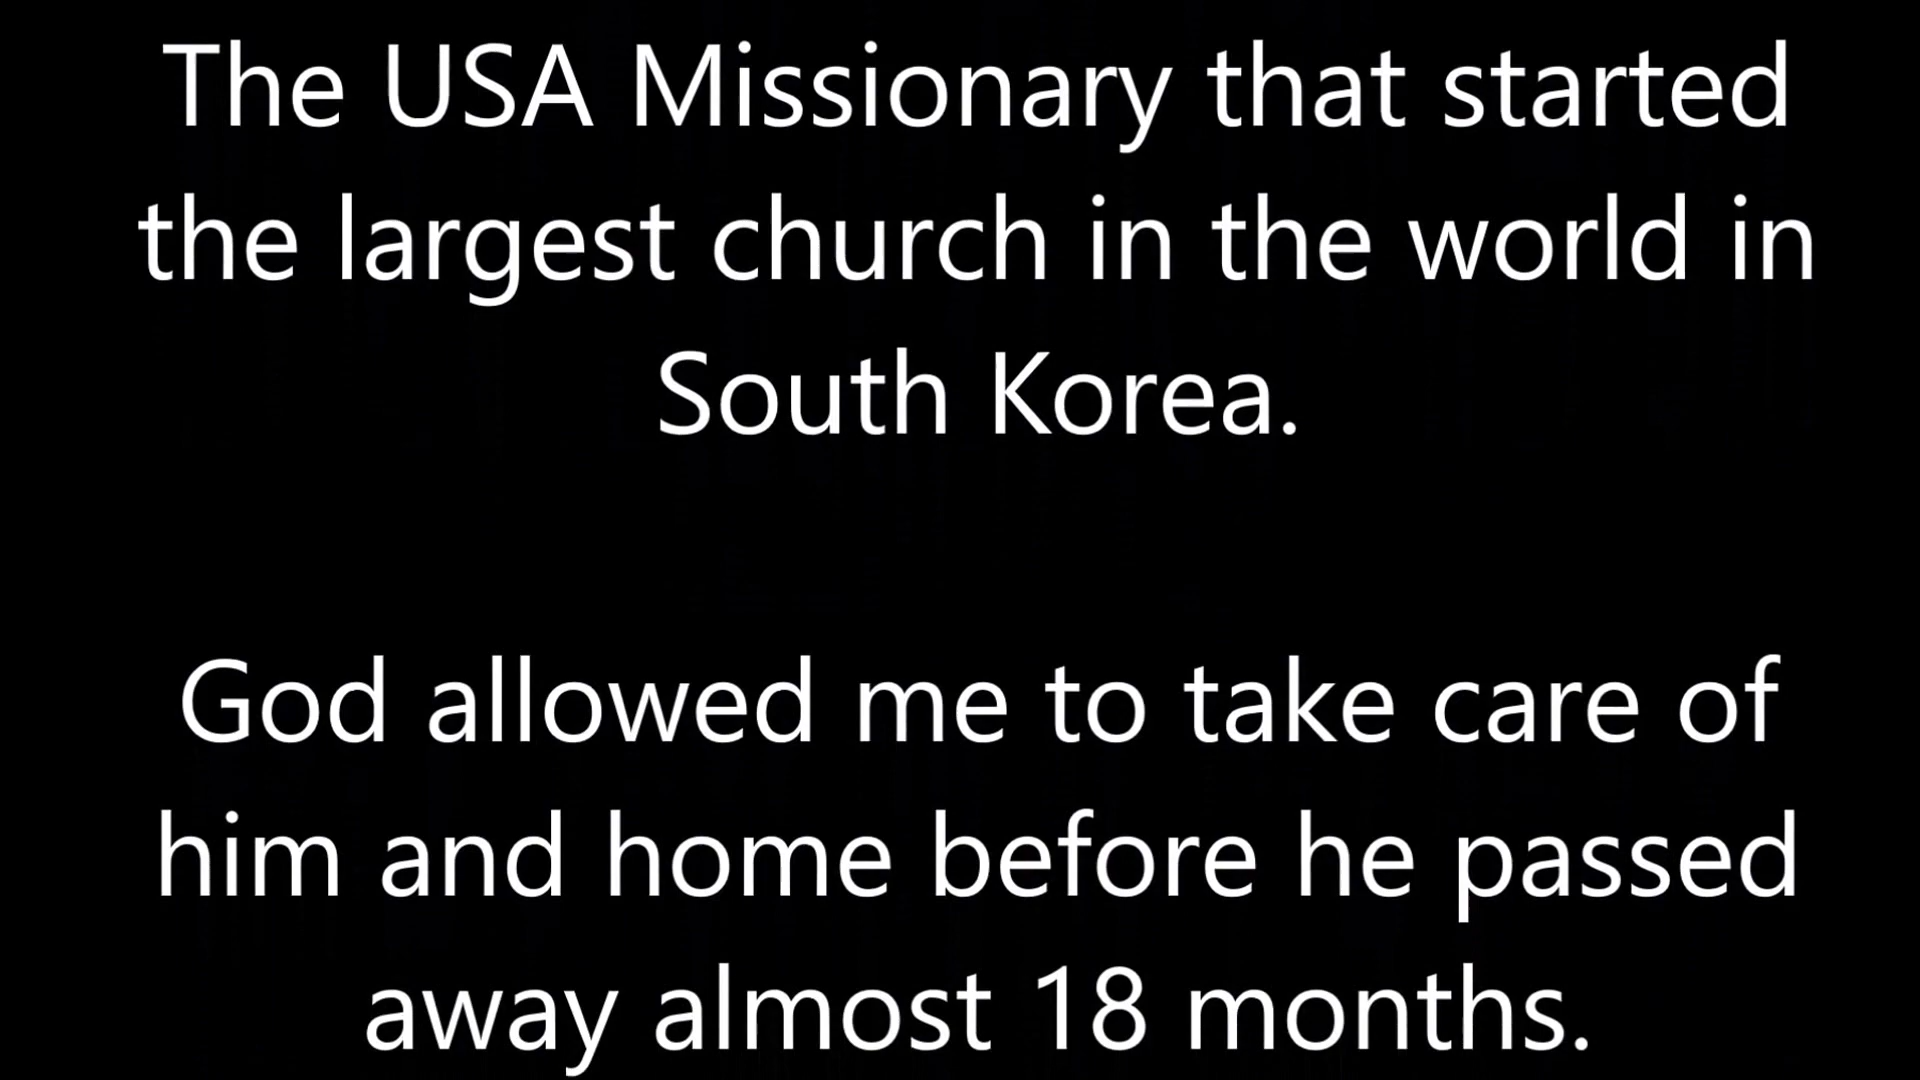 The USA Missionary that started
the largest church in the world in
South Korea.
God allowed me to take care of
him and home before he passed
away almost 18 months.